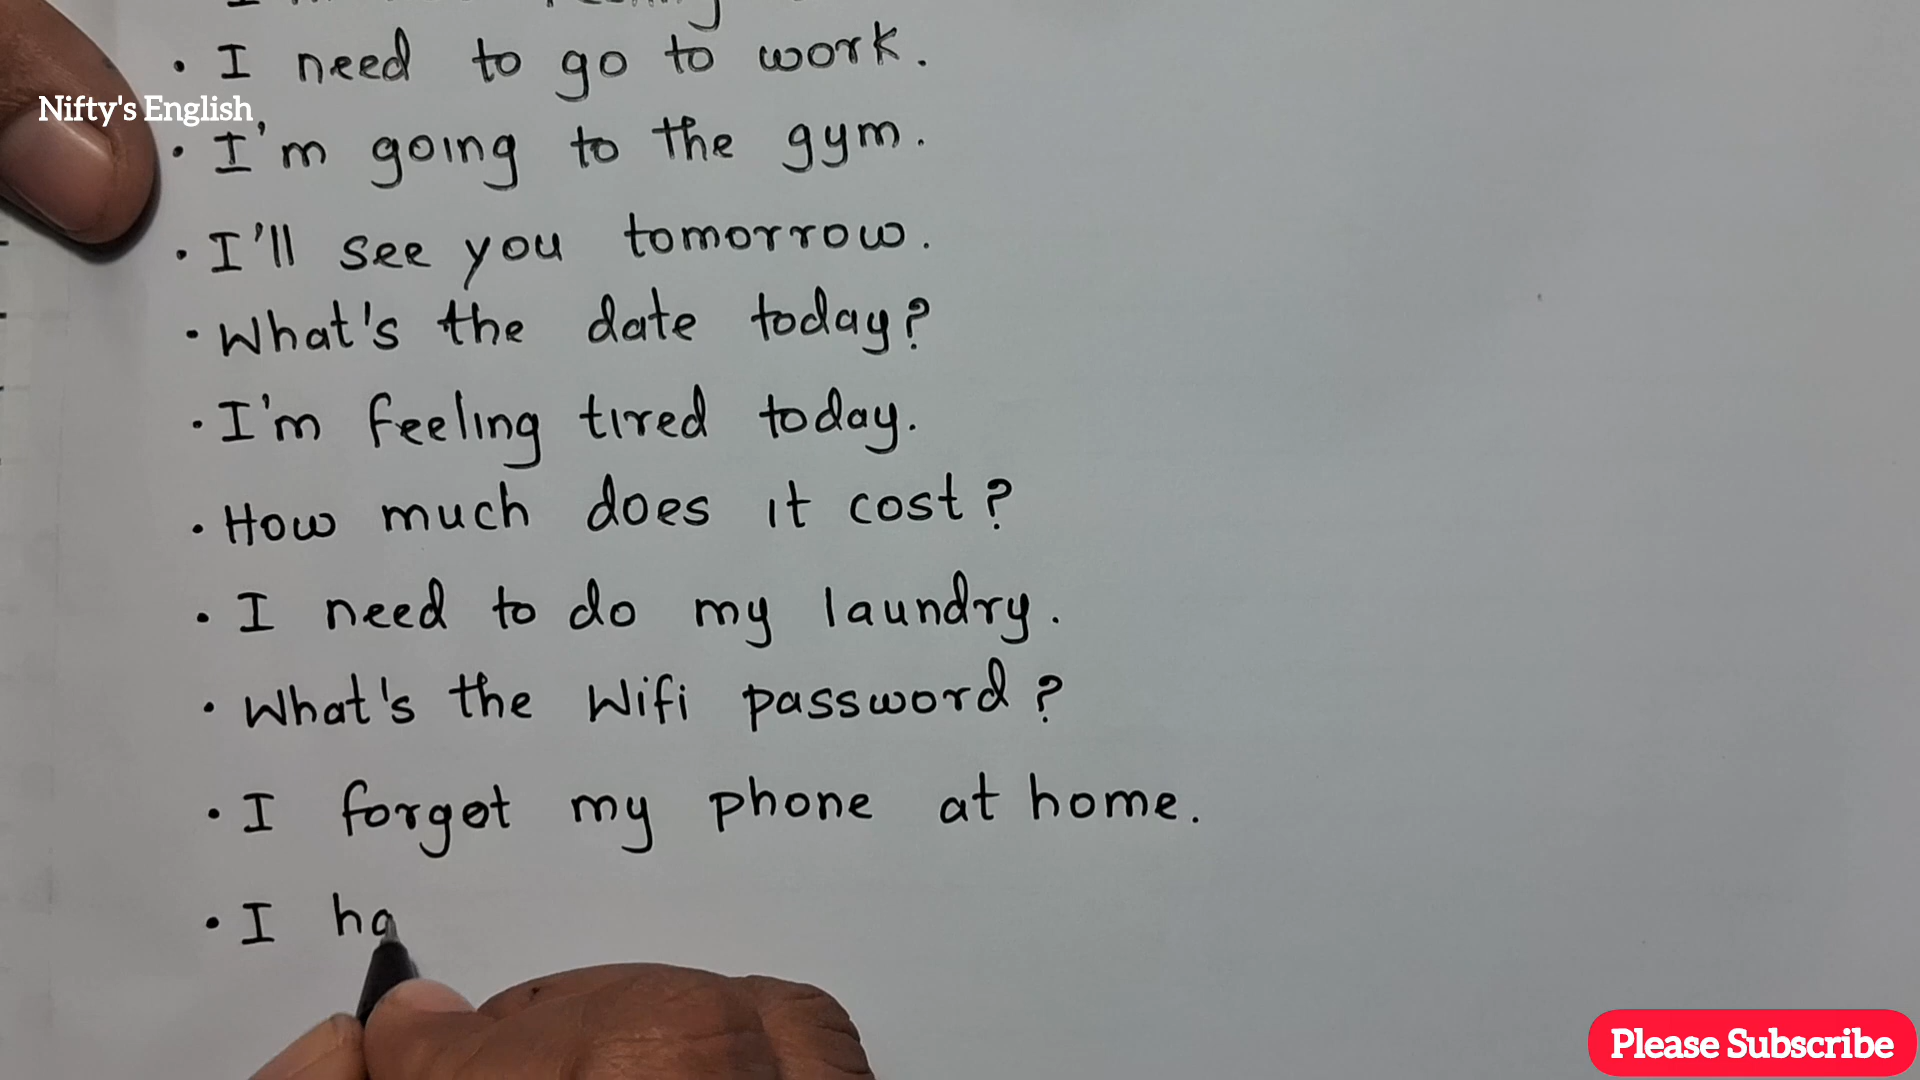 • I need to go to work.
Nifty's English
• I'm going to the gym.
• I'll see you tomorrow.
• What's the date today?
• I'm feeling tired today.
• How much does it cost?
• I need to do my laundry.
• What's the Wifi password?
• I forgot my phone at home.
• I ha
Please Subscribe